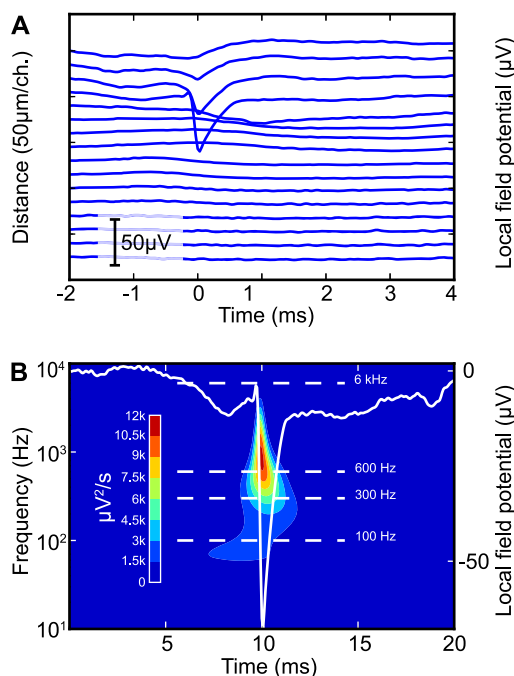 A
Distance (50μm/ch.)
Local field potential (μV)
50μV
-2 -1 0 1 2 3 4
Time (ms)
B
Frequency (Hz)
10⁴
10³
10²
10¹
μV²/s
12k
10.5k
9k
7.5k
6k
4.5k
3k
1.5k
0
6 kHz
600 Hz
300 Hz
100 Hz
0
-50
Local field potential (μV)
5 10 15 20
Time (ms)